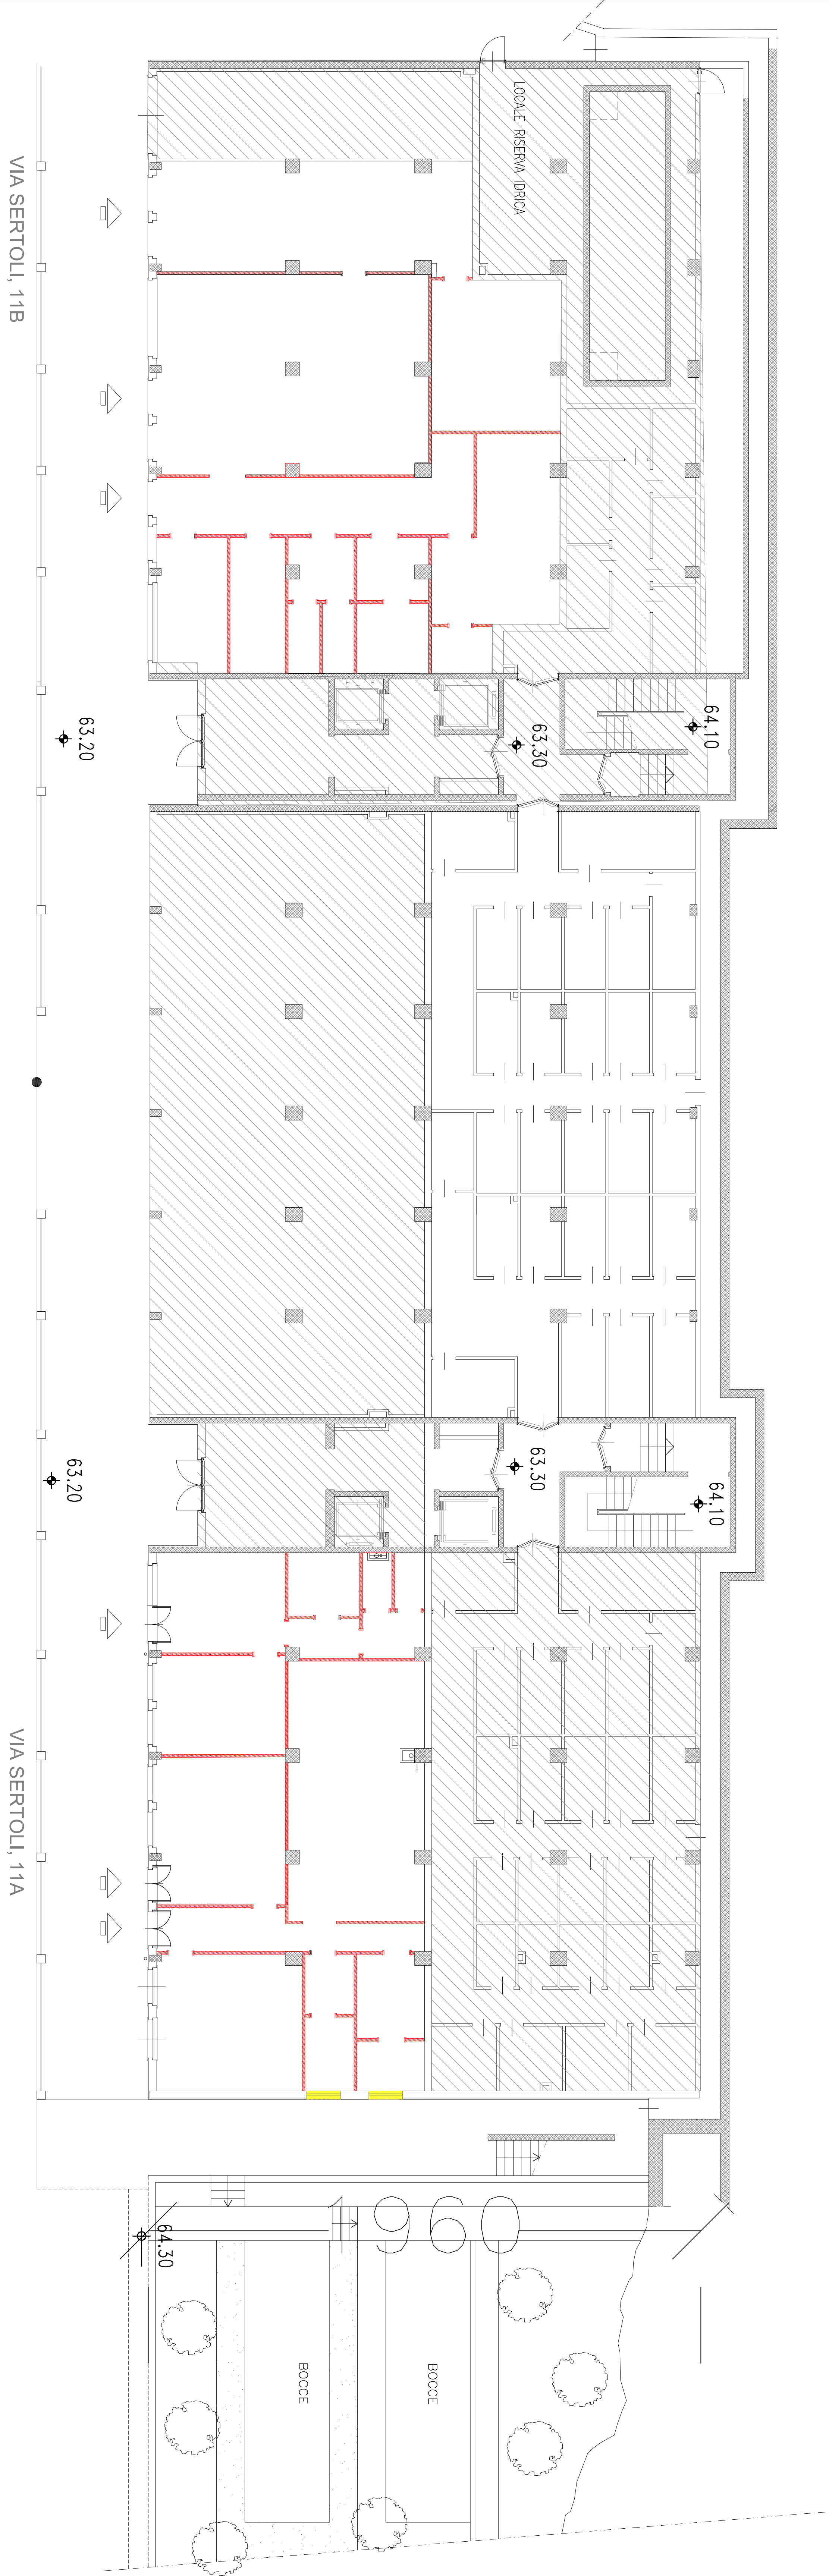 LOCALE RISERVA IDRICA
VIA SERTOLI, 11B
64.10
63.30
63.20
63.30
64.10
63.20
VIA SERTOLI, 11A
1960
64.30
BOCCE
BOCCE